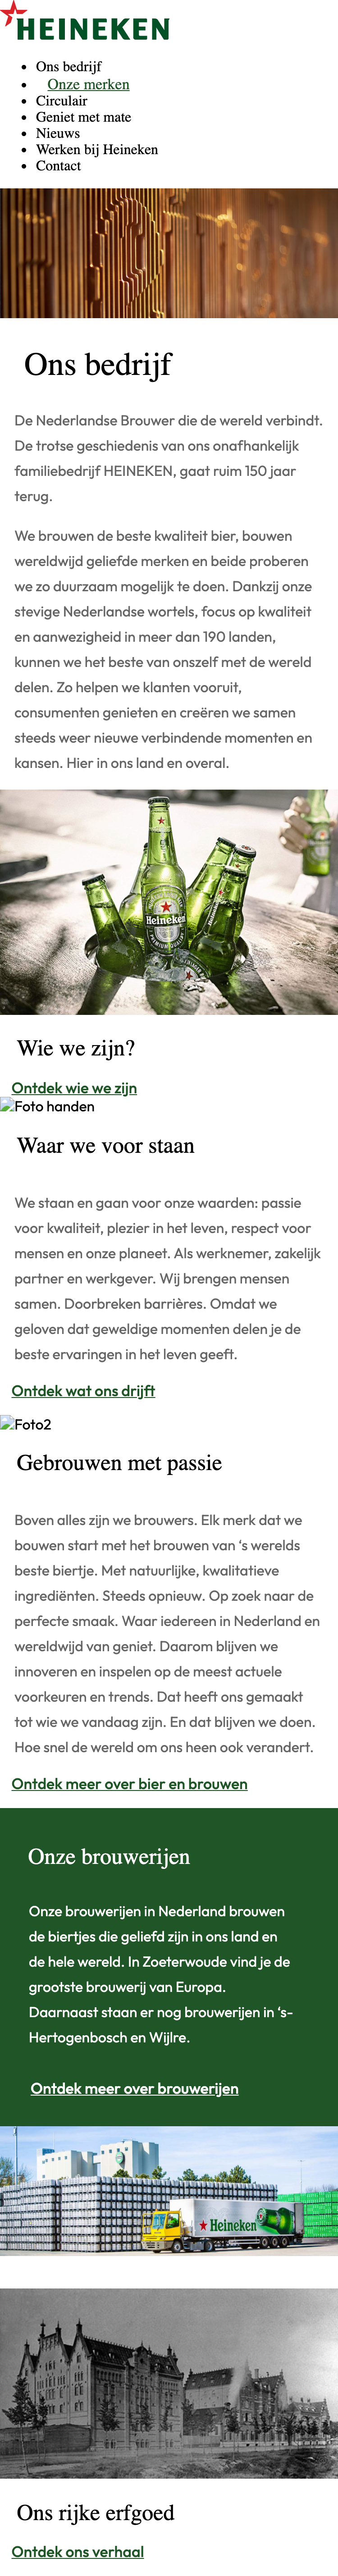 HEINEKEN
Ons bedrijf
Onze merken
Circulair
Geniet met mate
Nieuws
Werken bij Heineken
Contact
Ons bedrijf
De Nederlandse Brouwer die de wereld verbindt.
De trotse geschiedenis van ons onafhankelijk
familiebedrijf HEINEKEN, gaat ruim 150 jaar
terug.
We brouwen de beste kwaliteit bier, bouwen
wereldwijd geliefde merken en beide proberen
we zo duurzaam mogelijk te doen. Dankzij onze
stevige Nederlandse wortels, focus op kwaliteit
en aanwezigheid in meer dan 190 landen,
kunnen we het beste van onszelf met de wereld
delen. Zo helpen we klanten vooruit,
consumenten genieten en creëren we samen
steeds weer nieuwe verbindende momenten en
kansen. Hier in ons land en overal.
Heineken
Wie we zijn?
Ontdek wie we zijn
Foto handen
Waar we voor staan
We staan en gaan voor onze waarden: passie
voor kwaliteit, plezier in het leven, respect voor
mensen en onze planeet. Als werknemer, zakelijk
partner en werkgever. Wij brengen mensen
samen. Doorbreken barrières. Omdat we
geloven dat geweldige momenten delen je de
beste ervaringen in het leven geeft.
Ontdek wat ons drijft
Foto2
Gebrouwen met passie
Boven alles zijn we brouwers. Elk merk dat we
bouwen start met het brouwen van ‘s werelds
beste biertje. Met natuurlijke, kwalitatieve
ingrediënten. Steeds opnieuw. Op zoek naar de
perfecte smaak. Waar iedereen in Nederland en
wereldwijd van geniet. Daarom blijven we
innoveren en inspelen op de meest actuele
voorkeuren en trends. Dat heeft ons gemaakt
tot wie we vandaag zijn. En dat blijven we doen.
Hoe snel de wereld om ons heen ook verandert.
Ontdek meer over bier en brouwen
Onze brouwerijen
Onze brouwerijen in Nederland brouwen
de biertjes die geliefd zijn in ons land en
de hele wereld. In Zoeterwoude vind je de
grootste brouwerij van Europa.
Daarnaast staan er nog brouwerijen in ‘s-
Hertogenbosch en Wijlre.
Ontdek meer over brouwerijen
Heineken
Ons rijke erfgoed
Ontdek ons verhaal